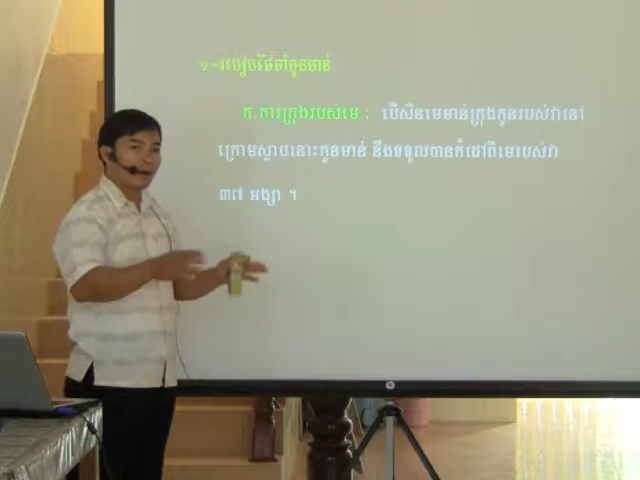 ១-របៀបថែទាំកូនមាន់
ក.ការក្រុងរបស់មេ : បើសិនមេមាន់ក្រុងកូនរបស់វានៅ
ក្រោមស្លាបនោះកូនមាន់ នឹងទទួលបានកំដៅពីមេរបស់វា
៣៧ អង្សា ។